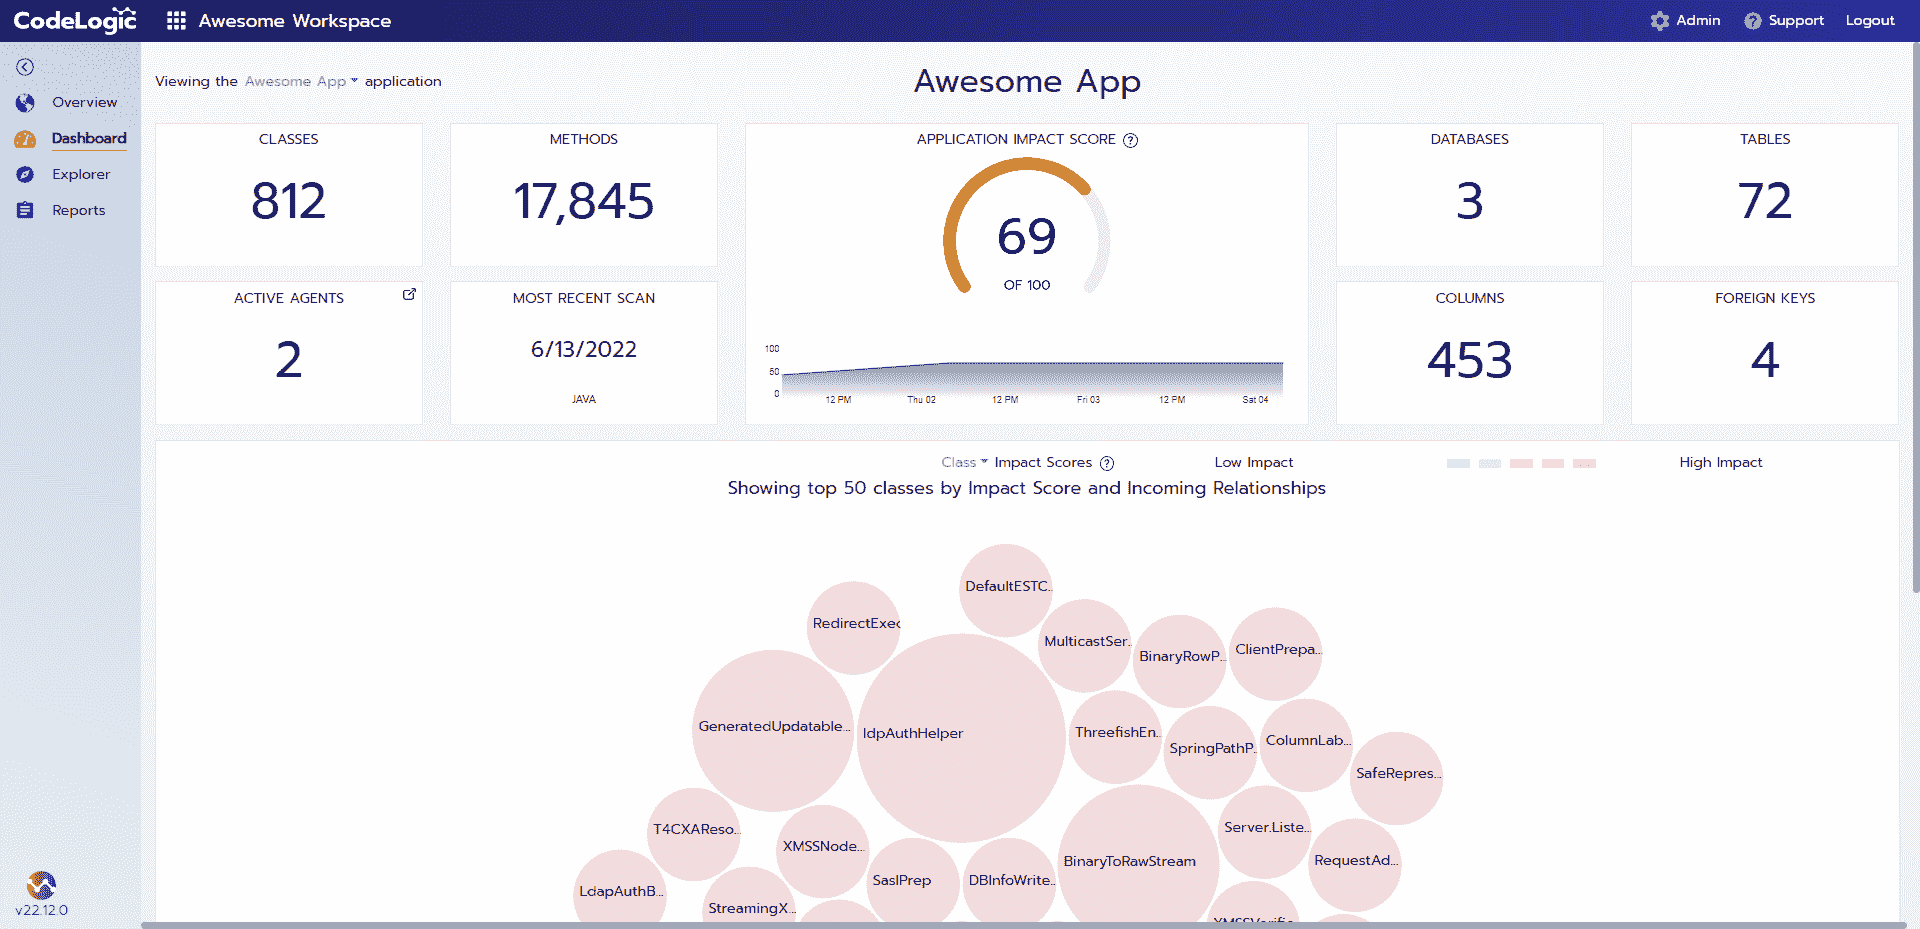 CodeLogic
Awesome Workspace
Admin
Support
Logout
Overview
Dashboard
Explorer
Reports
v22.12.0
Viewing the Awesome App application
Awesome App
CLASSES
812
METHODS
17,845
APPLICATION IMPACT SCORE ?
69
OF 100
100
50
0
12 PM
Thu 02
12 PM
Fri 03
12 PM
Sat 04
DATABASES
3
TABLES
72
ACTIVE AGENTS
2
MOST RECENT SCAN
6/13/2022
JAVA
COLUMNS
453
FOREIGN KEYS
4
Class Impact Scores ?
Low Impact
High Impact
Showing top 50 classes by Impact Score and Incoming Relationships
DefaultESTC...
RedirectExec
MulticastSer...
BinaryRowP...
ClientPrepa...
GeneratedUpdatable...
IdpAuthHelper
ThreefishEn...
SpringPathP...
ColumnLab...
SafeRepres...
T4CXAReso...
XMSSNode...
Server.Liste...
BinaryToRawStream
RequestAd...
LdapAuthB...
SaslPrep
DBInfoWrite...
StreamingX...
XMSSVerifie...